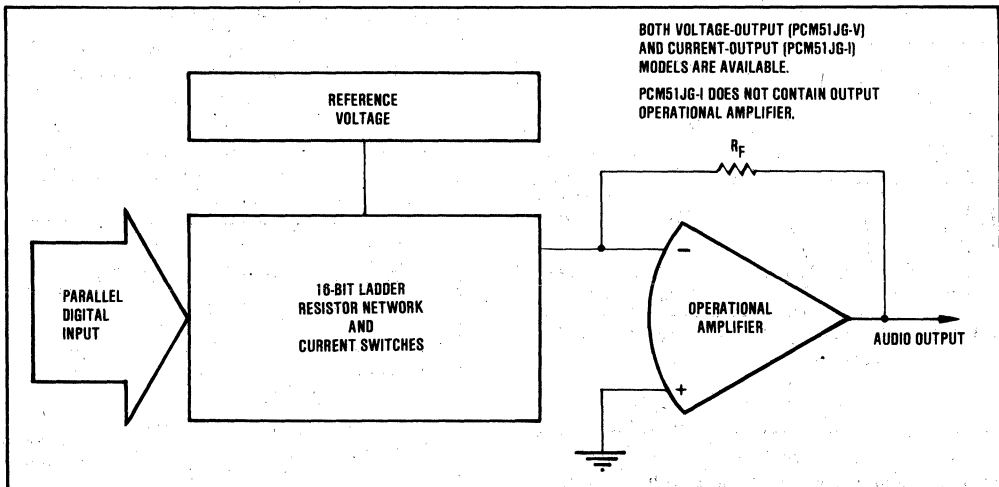 BOTH VOLTAGE-OUTPUT (PCM51JG-V)
AND CURRENT-OUTPUT (PCM51JG-I)
MODELS ARE AVAILABLE.
PCM51JG-I DOES NOT CONTAIN OUTPUT
OPERATIONAL AMPLIFIER.
REFERENCE
VOLTAGE
RF
PARALLEL
DIGITAL
INPUT
16-BIT LADDER
RESISTOR NETWORK
AND
CURRENT SWITCHES
−
OPERATIONAL
AMPLIFIER
+
AUDIO OUTPUT